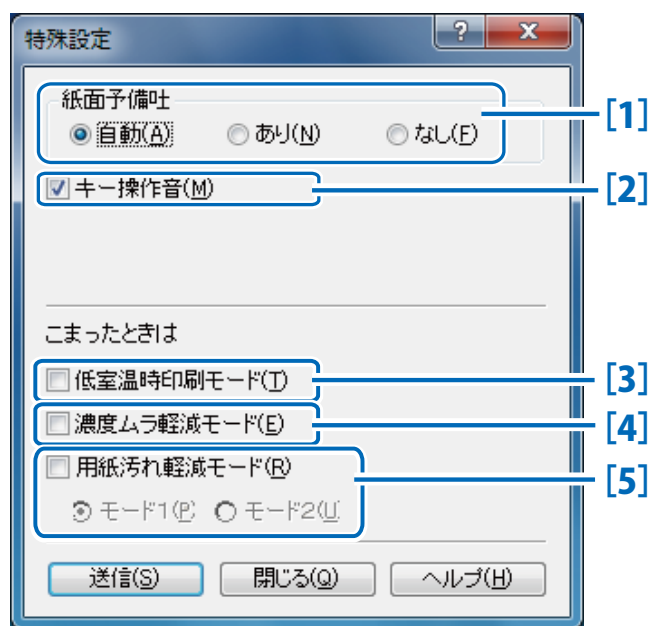 特殊設定
?
x
紙面予備吐
自動(A) あり(N) なし(F)
[1]
キー操作音(M)
[2]
こまったときは
低室温時印刷モード(T)
[3]
濃度ムラ軽減モード(E)
[4]
用紙汚れ軽減モード(R)
[5]
モード1(P) モード2(U)
送信(S) 閉じる(Q) ヘルプ(H)